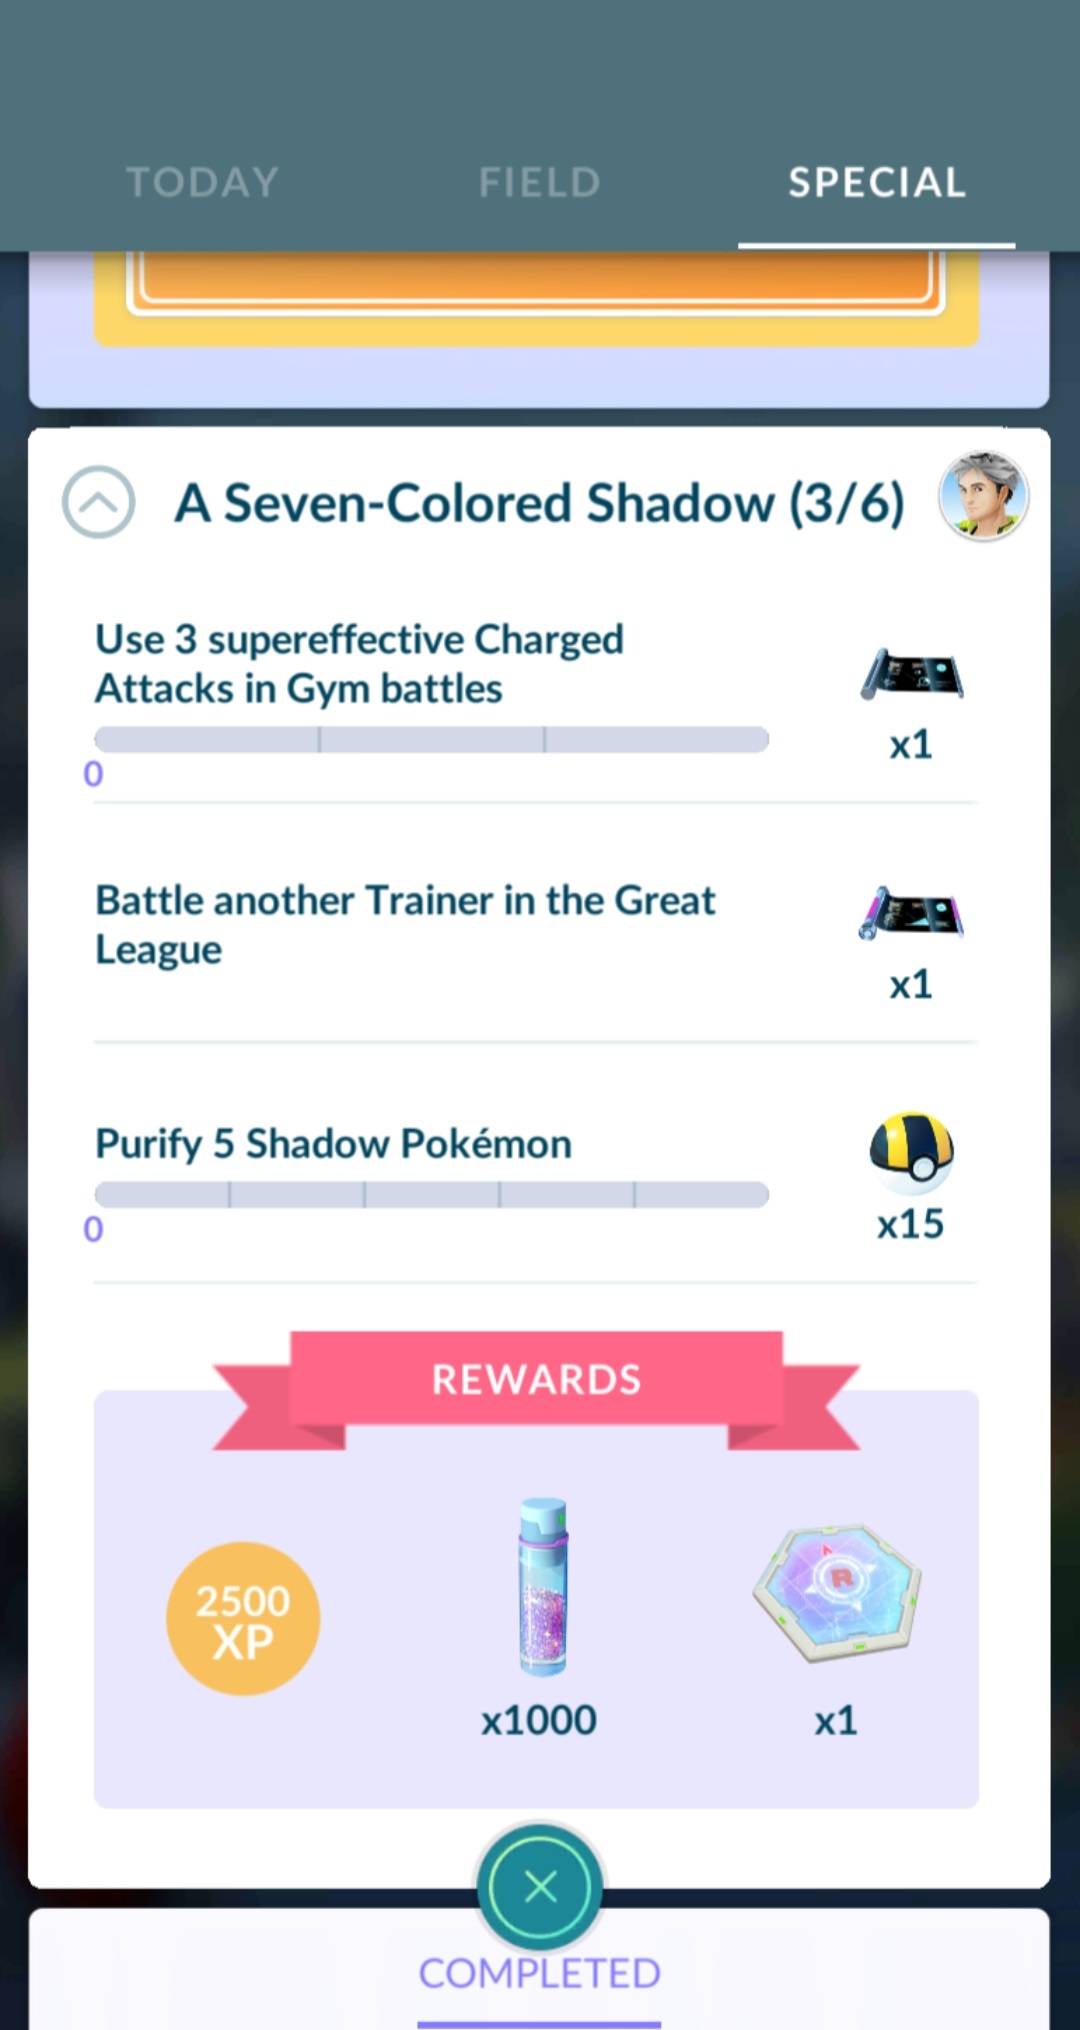 TODAY
FIELD
SPECIAL
A Seven-Colored Shadow (3/6)
Use 3 supereffective Charged
Attacks in Gym battles
x1
0
Battle another Trainer in the Great
League
x1
Purify 5 Shadow Pokémon
0
x15
REWARDS
2500
XP
R
x1000
x1
COMPLETED